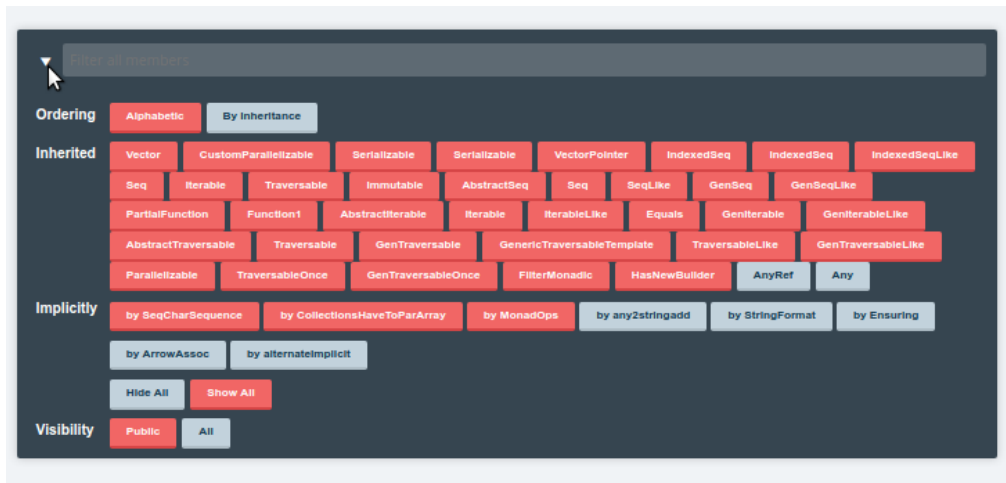 Filter all members
Ordering Alphabetic By Inheritance
Inherited Vector CustomParallelizable Serializable Serializable VectorPointer IndexedSeq IndexedSeq IndexedSeqLike
Seq Iterable Traversable Immutable AbstractSeq Seq SeqLike GenSeq GenSeqLike
PartialFunction Function1 AbstractIterable Iterable IterableLike Equals GenIterable GenIterableLike
AbstractTraversable Traversable GenTraversable GenericTraversableTemplate TraversableLike GenTraversableLike
Parallelizable TraversableOnce GenTraversableOnce FilterMonadic HasNewBuilder AnyRef Any
Implicitly by SeqCharSequence by CollectionsHaveToParArray by MonadOps by any2stringadd by StringFormat by Ensuring
by ArrowAssoc by alternateImplicit
Hide All Show All
Visibility Public All